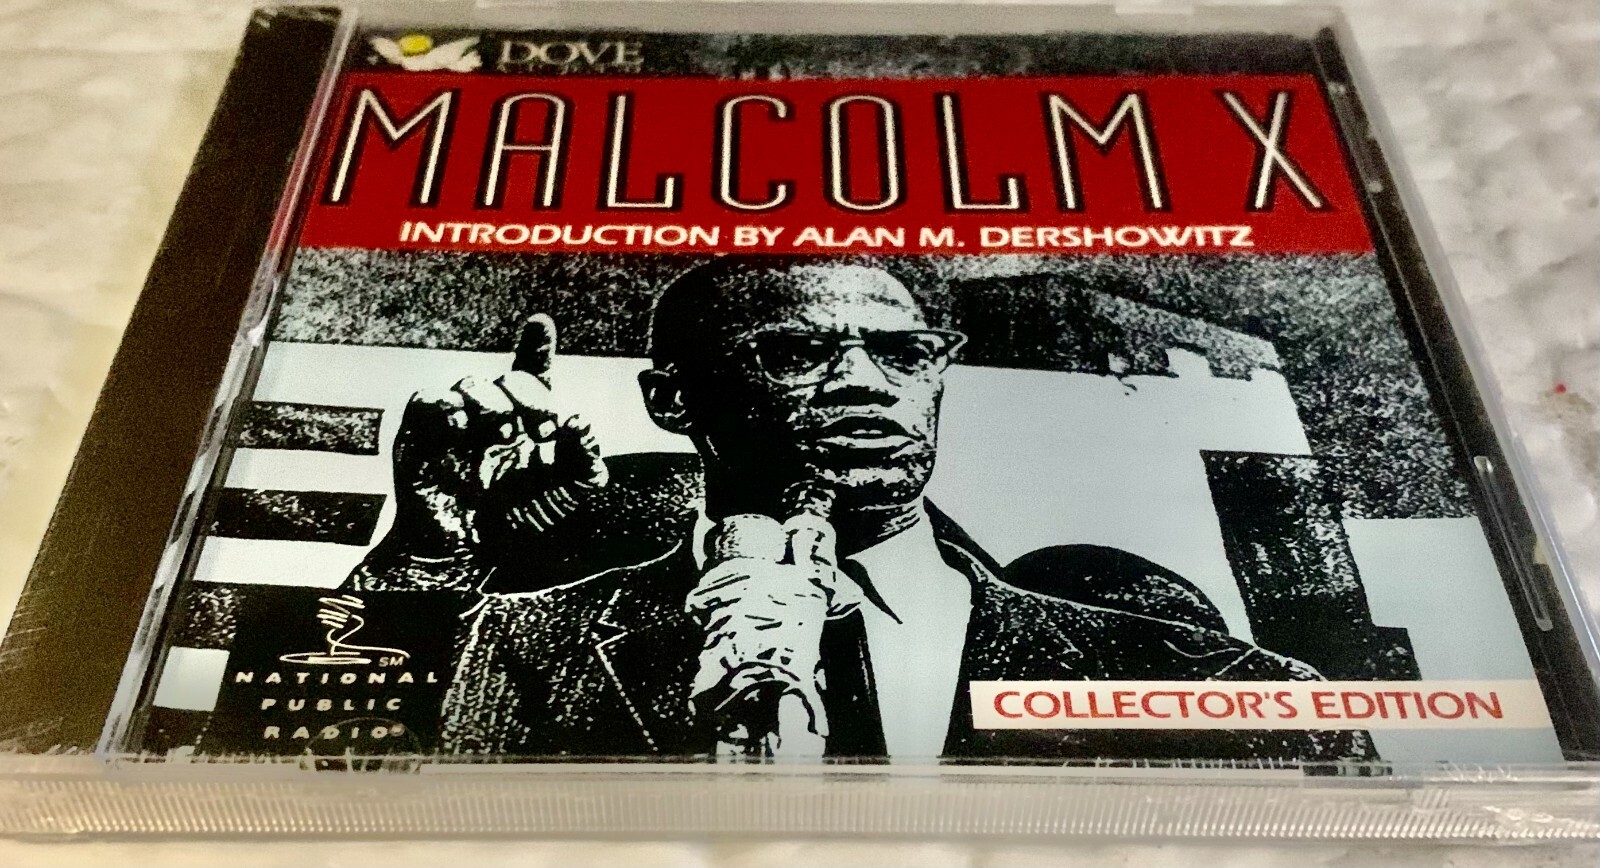 DOVE
MALCOLM X
INTRODUCTION BY ALAN M. DERSHOWITZ
SM
NATIONAL
PUBLIC
RADIO®
COLLECTOR'S EDITION